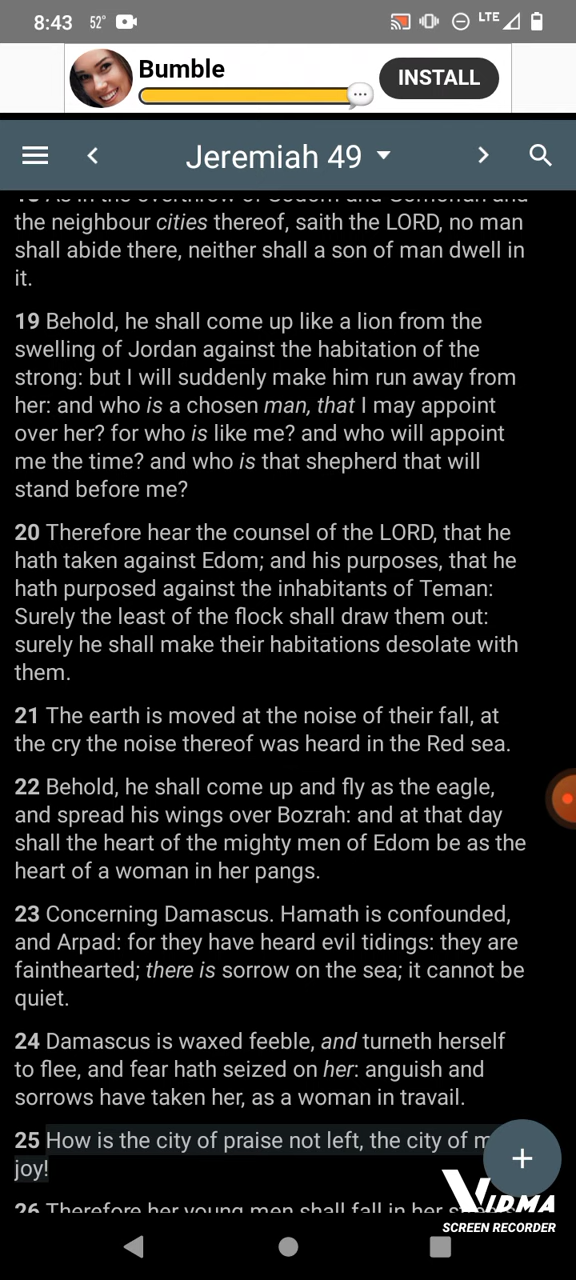 8:43 52° LTE
Bumble
INSTALL
Jeremiah 49
the neighbour cities thereof, saith the LORD, no man
shall abide there, neither shall a son of man dwell in
it.
19 Behold, he shall come up like a lion from the
swelling of Jordan against the habitation of the
strong: but I will suddenly make him run away from
her: and who is a chosen man, that I may appoint
over her? for who is like me? and who will appoint
me the time? and who is that shepherd that will
stand before me?
20 Therefore hear the counsel of the LORD, that he
hath taken against Edom; and his purposes, that he
hath purposed against the inhabitants of Teman:
Surely the least of the flock shall draw them out:
surely he shall make their habitations desolate with
them.
21 The earth is moved at the noise of their fall, at
the cry the noise thereof was heard in the Red sea.
22 Behold, he shall come up and fly as the eagle,
and spread his wings over Bozrah: and at that day
shall the heart of the mighty men of Edom be as the
heart of a woman in her pangs.
23 Concerning Damascus. Hamath is confounded,
and Arpad: for they have heard evil tidings: they are
fainthearted; there is sorrow on the sea; it cannot be
quiet.
24 Damascus is waxed feeble, and turneth herself
to flee, and fear hath seized on her: anguish and
sorrows have taken her, as a woman in travail.
25 How is the city of praise not left, the city of
joy!
26 Therefore her young men shall fall in her
VIDMA
SCREEN RECORDER